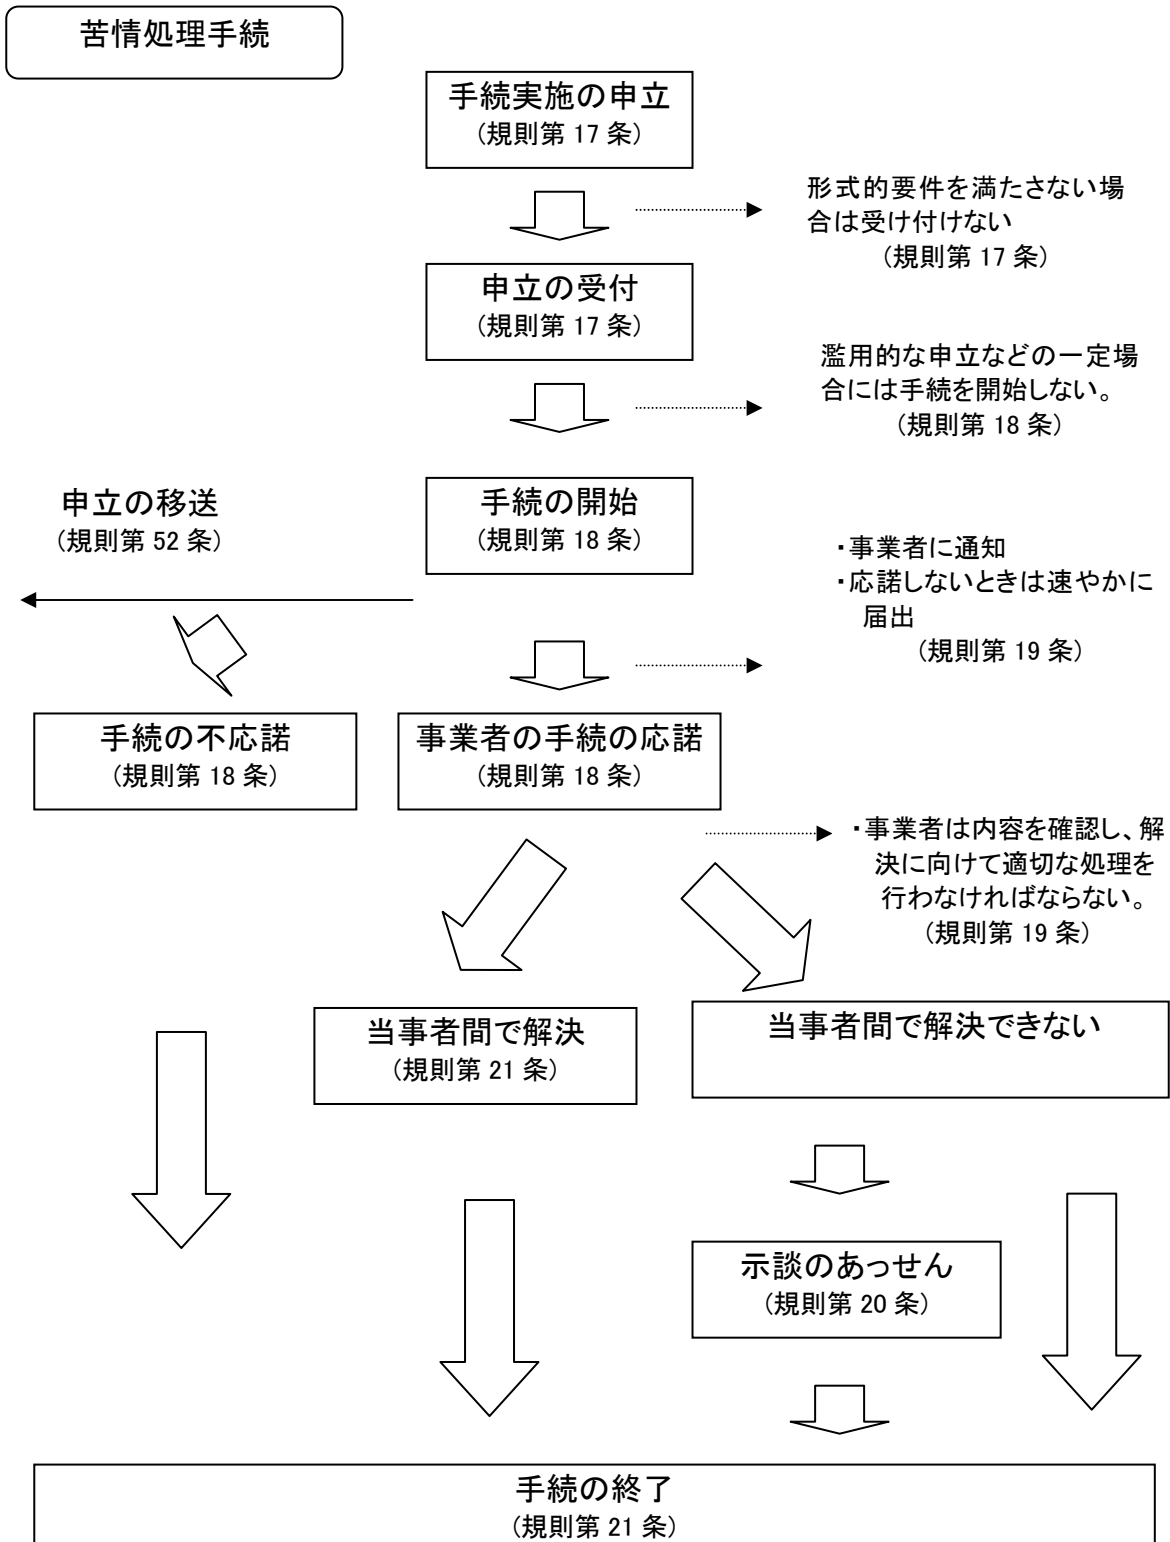 苦情処理手続
手続実施の申立
(規則第 17 条)
形式的要件を満たさない場
合は受け付けない
(規則第 17 条)
申立の受付
(規則第 17 条)
濫用的な申立などの一定場
合には手続を開始しない。
(規則第 18 条)
手続の開始
(規則第 18 条)
申立の移送
(規則第 52 条)
・事業者に通知
・応諾しないときは速やかに
届出
(規則第 19 条)
手続の不応諾
(規則第 18 条)
事業者の手続の応諾
(規則第 18 条)
・事業者は内容を確認し、解
決に向けて適切な処理を
行わなければならない。
(規則第 19 条)
当事者間で解決
(規則第 21 条)
当事者間で解決できない
示談のあっせん
(規則第 20 条)
手続の終了
(規則第 21 条)